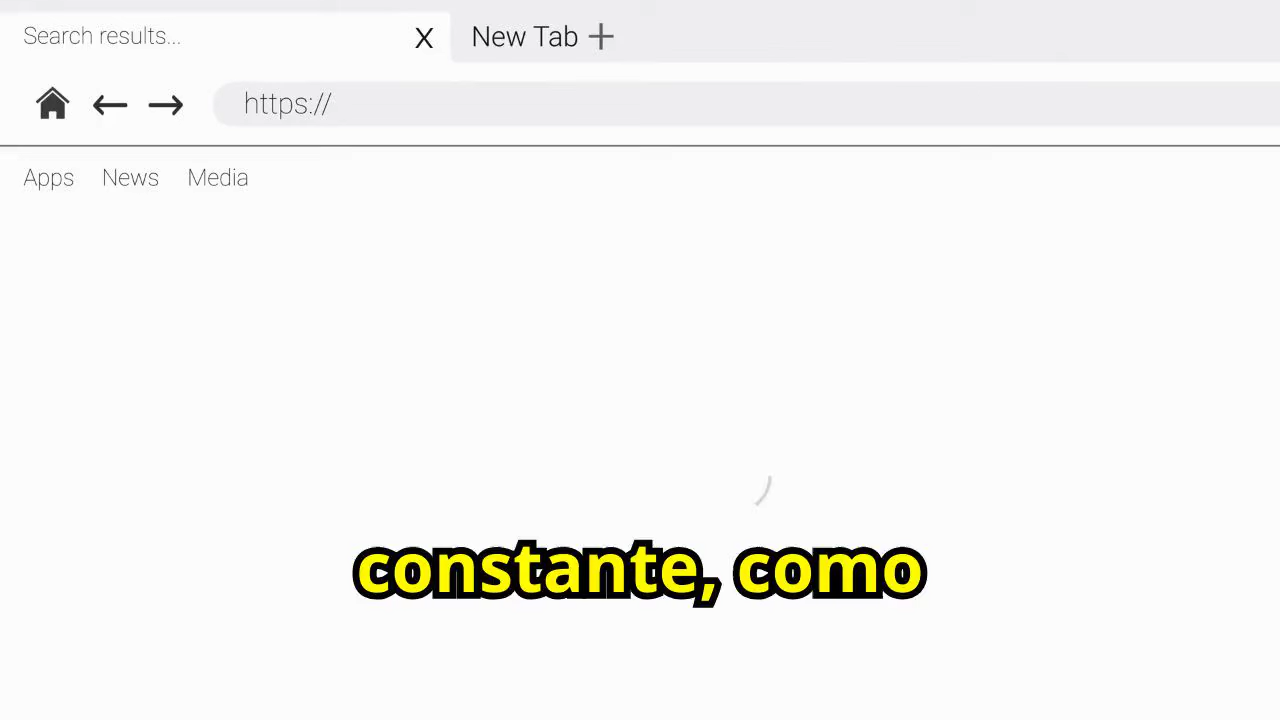 Search results... X New Tab +
https://
Apps News Media
constante, como